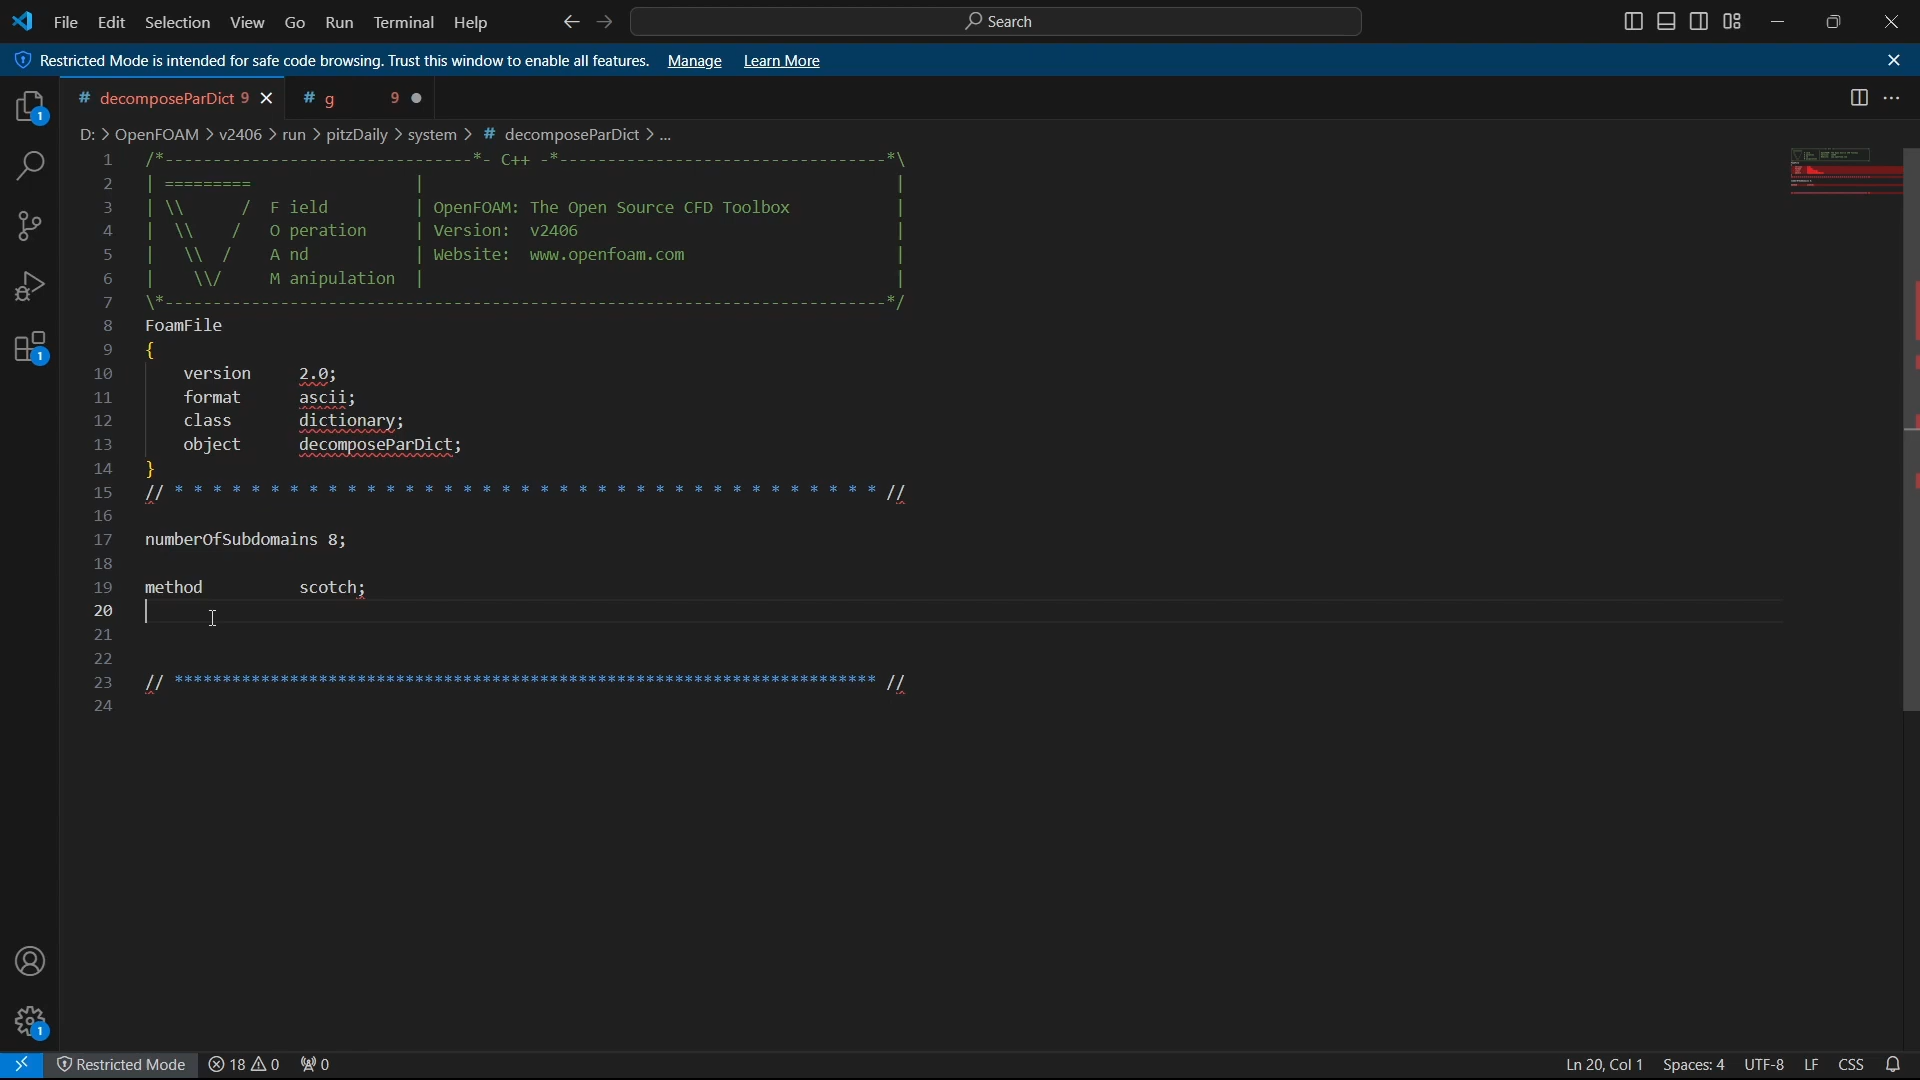 File Edit Selection View Go Run Terminal Help Search
Restricted Mode is intended for safe code browsing. Trust this window to enable all features. Manage Learn More
# decomposeParDict 9 # g 9
D: > OpenFOAM > v2406 > run > pitzDaily > system > # decomposeParDict > ...
1 /*--------------------------------*- C++ -*----------------------------------*\
2 | ========= | |
3 | \\ / F ield | OpenFOAM: The Open Source CFD Toolbox |
4 | \\ / O peration | Version: v2406 |
5 | \\ / A nd | Website: www.openfoam.com |
6 | \\/ M anipulation | |
7 \*---------------------------------------------------------------------------*/
8 FoamFile
9 {
10 version 2.0;
11 format ascii;
12 class dictionary;
13 object decomposeParDict;
14 }
15 // * * * * * * * * * * * * * * * * * * * * * * * * * * * * * * * * * * * * * //
16
17 numberOfSubdomains 8;
18
19 method scotch;
20
21
22
23 // ************************************************************************* //
24
1
1
1
Restricted Mode 18 0 0 Ln 20, Col 1 Spaces: 4 UTF-8 LF CSS